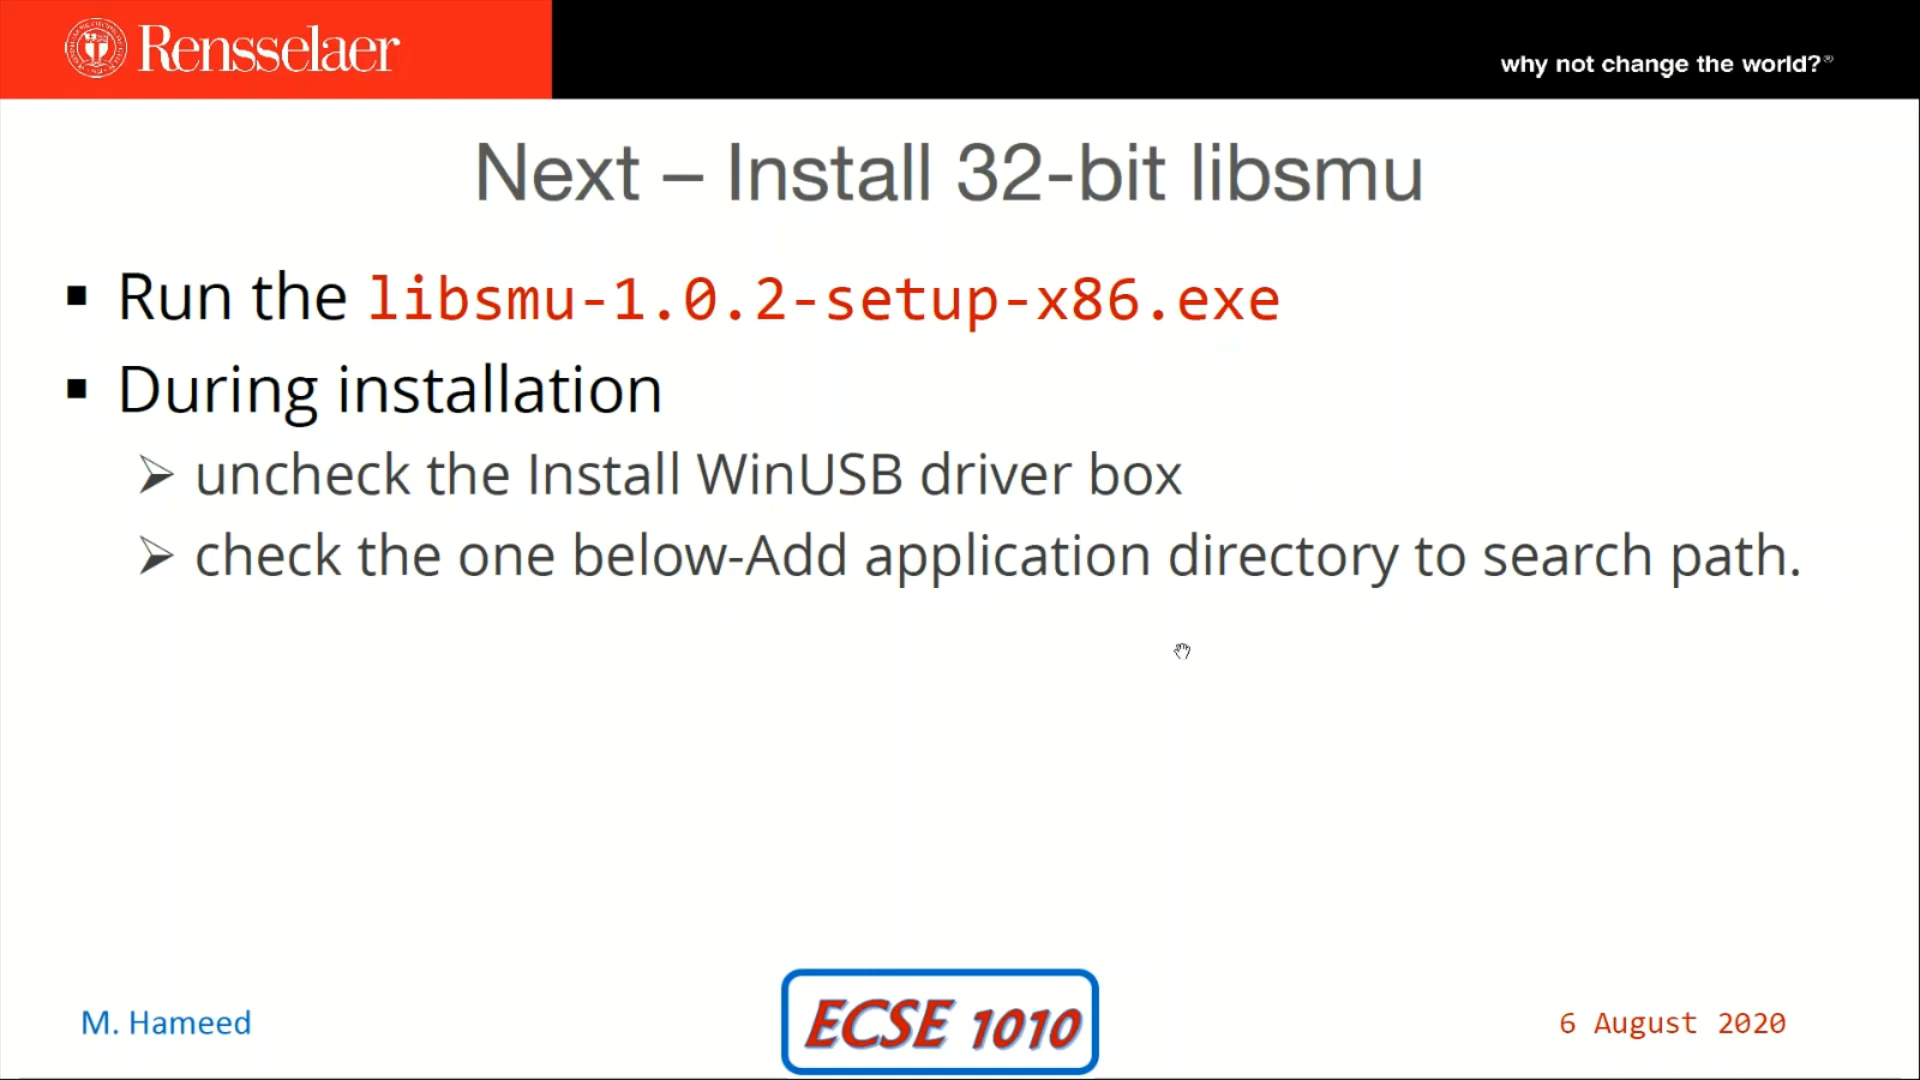 Rensselaer
why not change the world?®
Next – Install 32-bit libsmu
▪ Run the libsmu-1.0.2-setup-x86.exe
▪ During installation
➢ uncheck the Install WinUSB driver box
➢ check the one below-Add application directory to search path.
M. Hameed
ECSE 1010
6 August 2020